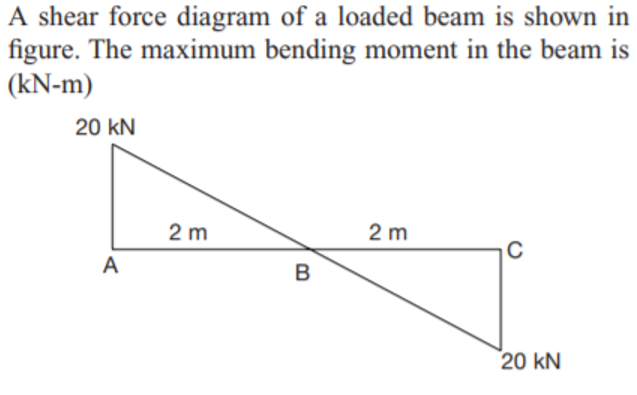 A shear force diagram of a loaded beam is shown in
figure. The maximum bending moment in the beam is
(kN-m)
20 kN
2 m
2 m
A
B
C
20 kN